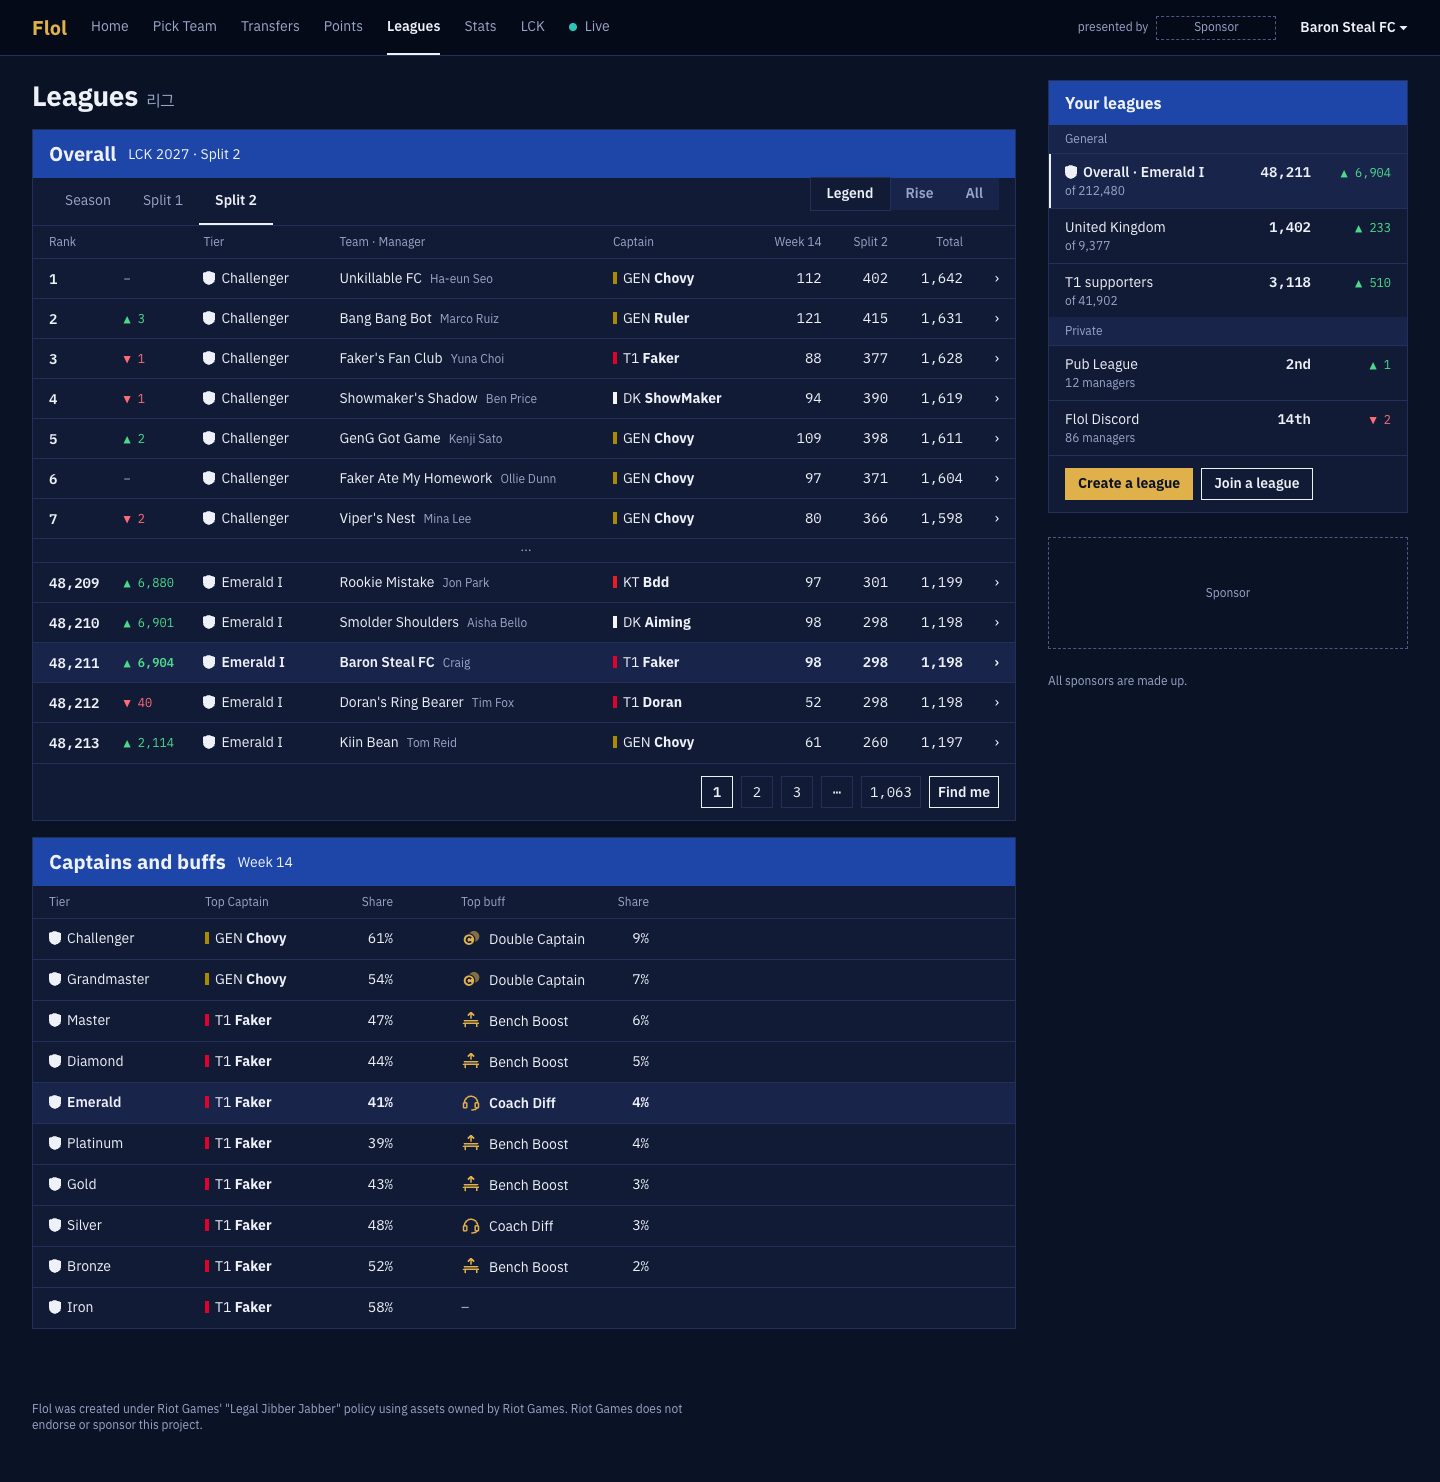 Flol Home Pick Team Transfers Points Leagues Stats LCK Live presented by Sponsor Baron Steal FC
Leagues 리그
Overall LCK 2027 · Split 2
Season Split 1 Split 2 Legend Rise All
Rank Tier Team · Manager Captain Week 14 Split 2 Total
1 – Challenger Unkillable FC Ha-eun Seo GEN Chovy 112 402 1,642 ›
2 ▲ 3 Challenger Bang Bang Bot Marco Ruiz GEN Ruler 121 415 1,631 ›
3 ▼ 1 Challenger Faker's Fan Club Yuna Choi T1 Faker 88 377 1,628 ›
4 ▼ 1 Challenger Showmaker's Shadow Ben Price DK ShowMaker 94 390 1,619 ›
5 ▲ 2 Challenger GenG Got Game Kenji Sato GEN Chovy 109 398 1,611 ›
6 – Challenger Faker Ate My Homework Ollie Dunn GEN Chovy 97 371 1,604 ›
7 ▼ 2 Challenger Viper's Nest Mina Lee GEN Chovy 80 366 1,598 ›
...
48,209 ▲ 6,880 Emerald I Rookie Mistake Jon Park KT Bdd 97 301 1,199 ›
48,210 ▲ 6,901 Emerald I Smolder Shoulders Aisha Bello DK Aiming 98 298 1,198 ›
48,211 ▲ 6,904 Emerald I Baron Steal FC Craig T1 Faker 98 298 1,198 ›
48,212 ▼ 40 Emerald I Doran's Ring Bearer Tim Fox T1 Doran 52 298 1,198 ›
48,213 ▲ 2,114 Emerald I Kiin Bean Tom Reid GEN Chovy 61 260 1,197 ›
1 2 3 … 1,063 Find me
Captains and buffs Week 14
Tier Top Captain Share Top buff Share
Challenger GEN Chovy 61% Double Captain 9%
Grandmaster GEN Chovy 54% Double Captain 7%
Master T1 Faker 47% Bench Boost 6%
Diamond T1 Faker 44% Bench Boost 5%
Emerald T1 Faker 41% Coach Diff 4%
Platinum T1 Faker 39% Bench Boost 4%
Gold T1 Faker 43% Bench Boost 3%
Silver T1 Faker 48% Coach Diff 3%
Bronze T1 Faker 52% Bench Boost 2%
Iron T1 Faker 58% –
Your leagues
General
Overall · Emerald I 48,211 ▲ 6,904
of 212,480
United Kingdom 1,402 ▲ 233
of 9,377
T1 supporters 3,118 ▲ 510
of 41,902
Private
Pub League 2nd ▲ 1
12 managers
Flol Discord 14th ▼ 2
86 managers
Create a league Join a league
Sponsor
All sponsors are made up.
Flol was created under Riot Games' "Legal Jibber Jabber" policy using assets owned by Riot Games. Riot Games does not
endorse or sponsor this project.